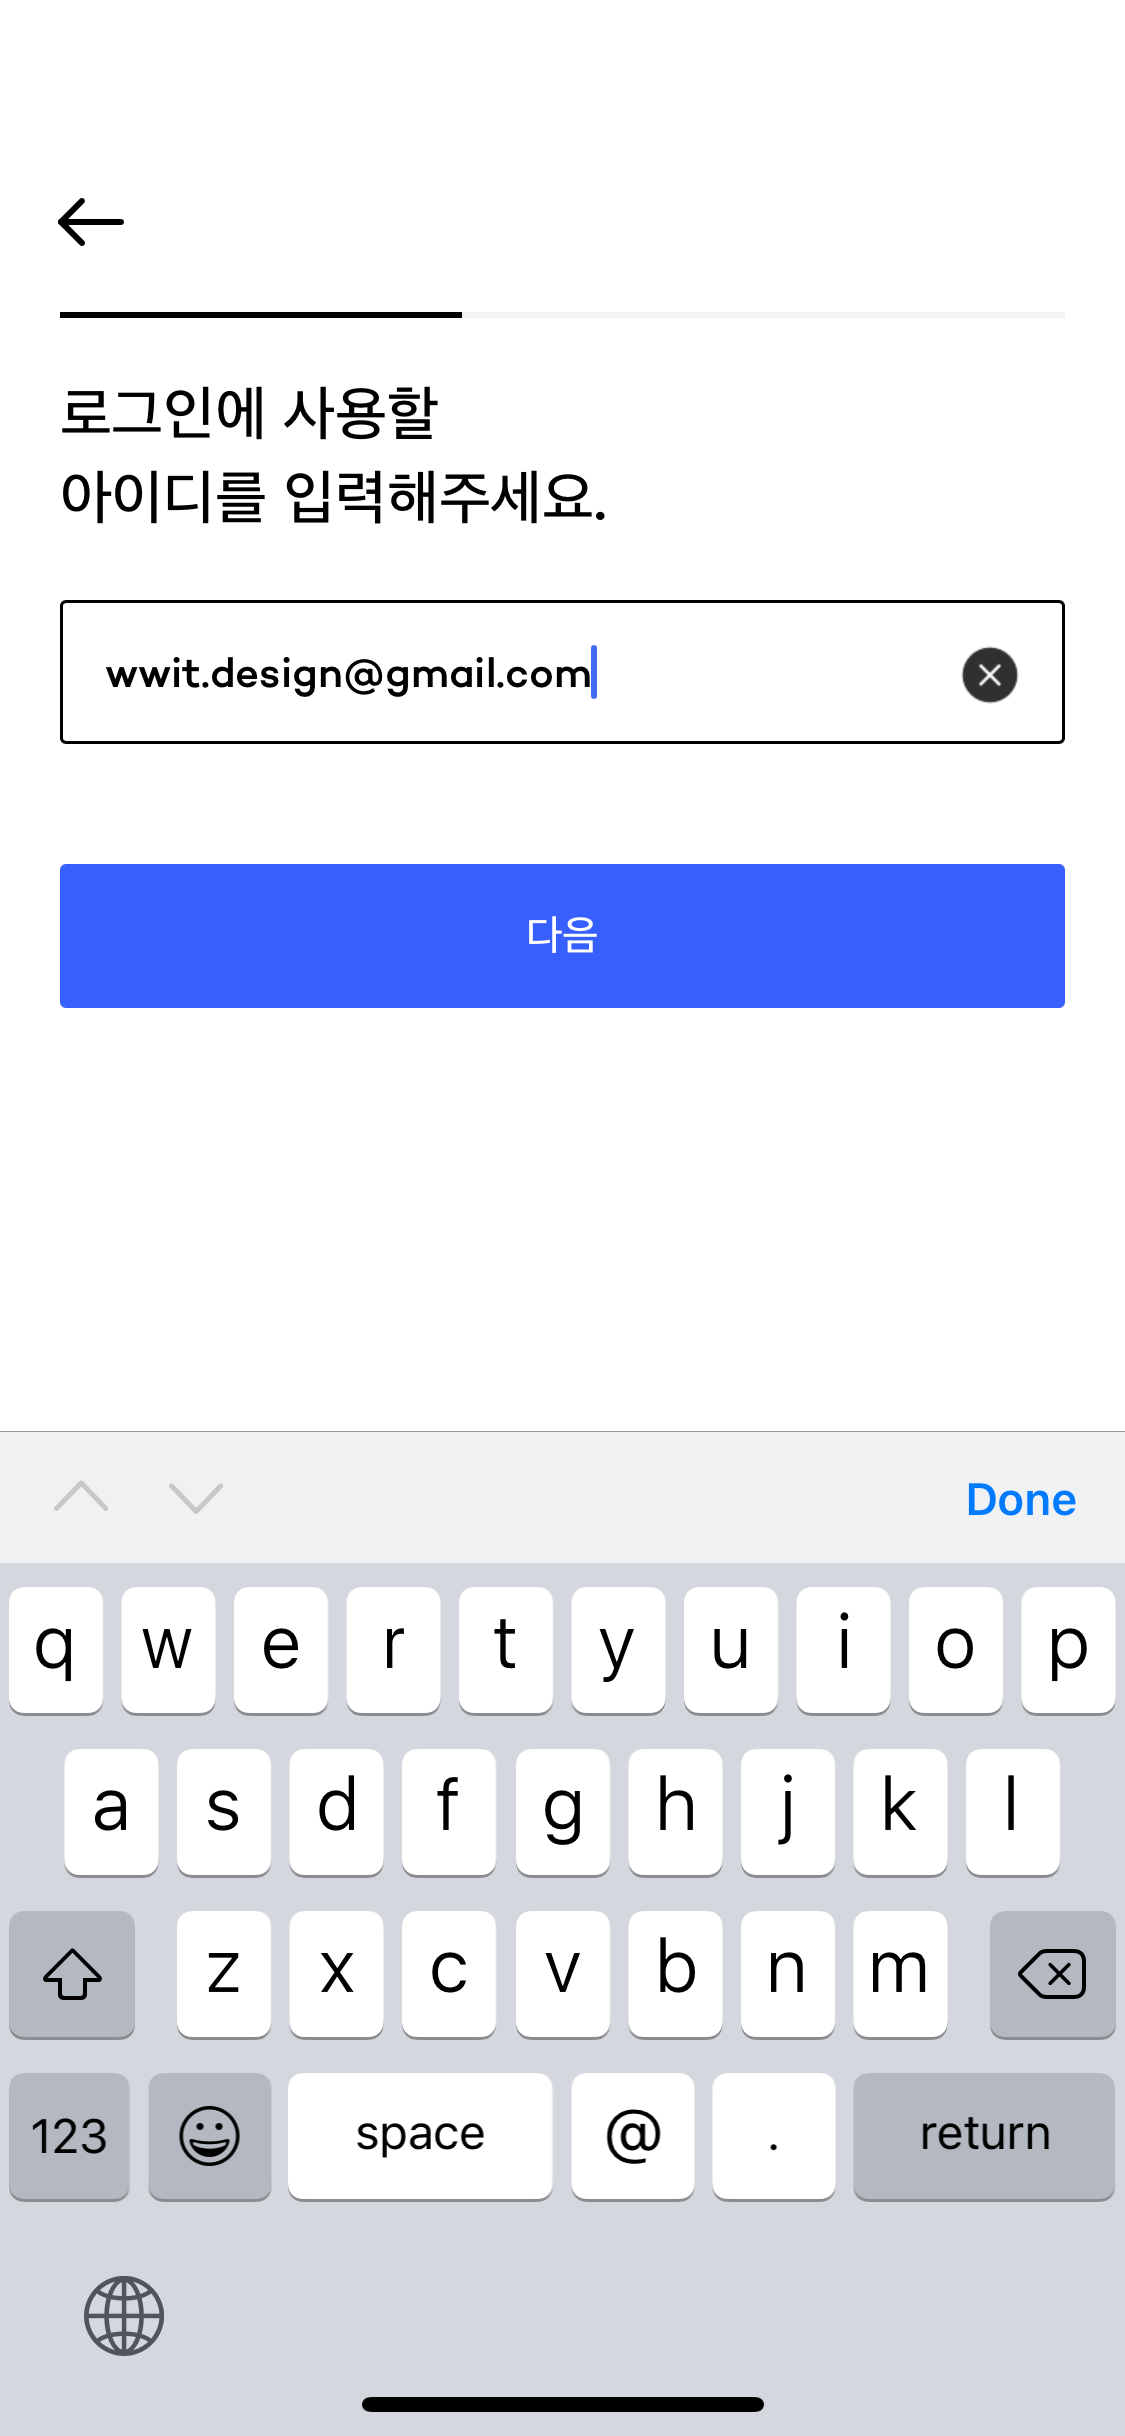 로그인에 사용할
아이디를 입력해주세요.
wwit.design@gmail.com
다음
Done
q w e r t y u i o p
a s d f g h j k l
z x c v b n m
123 space @ . return